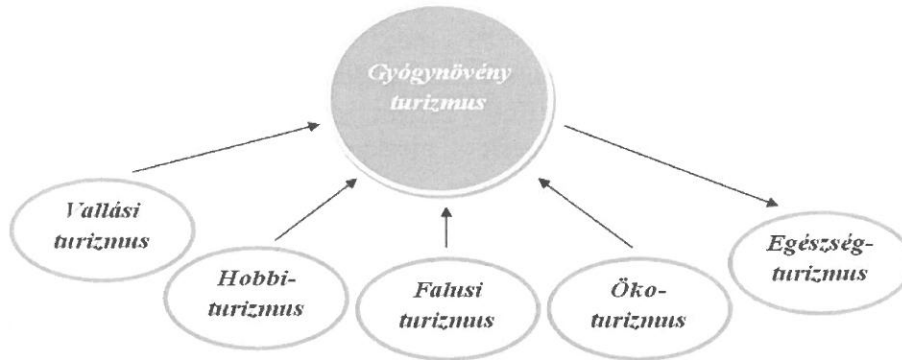 Gyógynövény
turizmus
Vallási
turizmus
Hobbi-
turizmus
Falusi
turizmus
Öko-
turizmus
Egészség-
turizmus